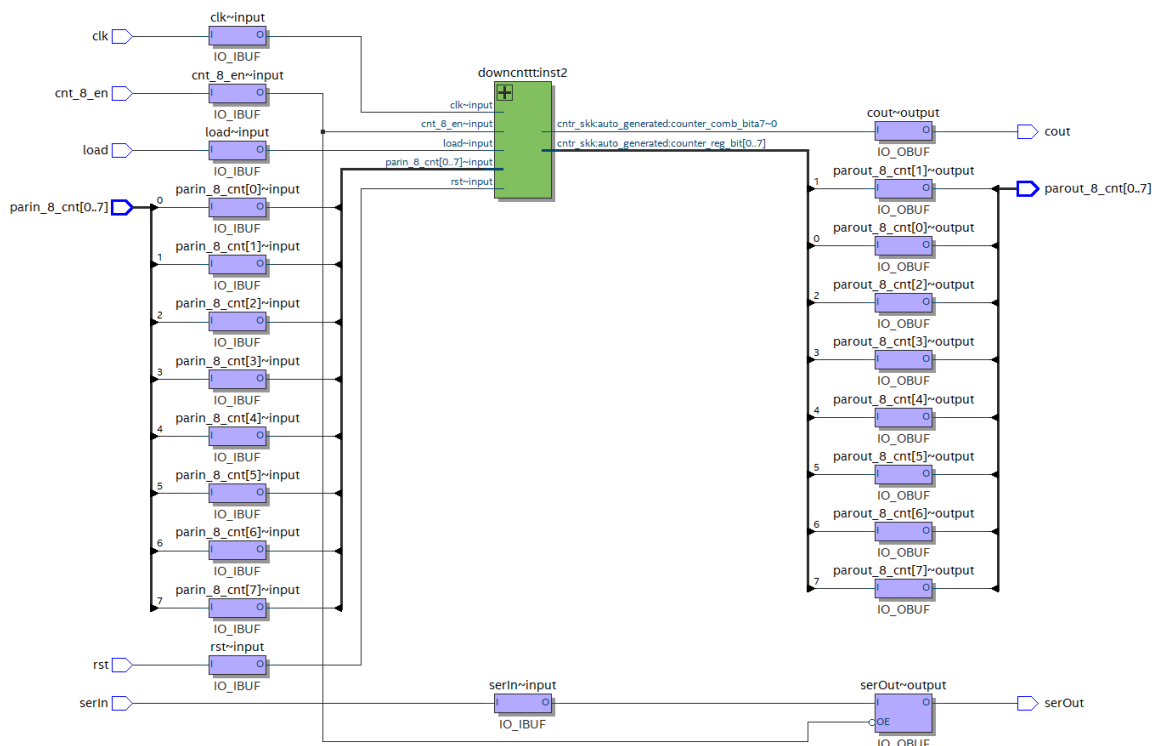 clk~input
clk
I
O
IO_IBUF
cnt_8_en~input
cnt_8_en
I
O
IO_IBUF
load~input
load
I
O
IO_IBUF
parin_8_cnt[0..7]
parin_8_cnt[0]~input
0
I
O
IO_IBUF
parin_8_cnt[1]~input
1
I
O
IO_IBUF
parin_8_cnt[2]~input
2
I
O
IO_IBUF
parin_8_cnt[3]~input
3
I
O
IO_IBUF
parin_8_cnt[4]~input
4
I
O
IO_IBUF
parin_8_cnt[5]~input
5
I
O
IO_IBUF
parin_8_cnt[6]~input
6
I
O
IO_IBUF
parin_8_cnt[7]~input
7
I
O
IO_IBUF
rst~input
rst
I
O
IO_IBUF
downcnttt:inst2
clk~input
cnt_8_en~input
load~input
parin_8_cnt[0..7]~input
rst~input
cntr_skk:auto_generated:counter_comb_bita7~0
cntr_skk:auto_generated:counter_reg_bit[0..7]
cout~output
I
O
IO_OBUF
cout
parout_8_cnt[1]~output
1
I
O
IO_OBUF
parout_8_cnt[0..7]
parout_8_cnt[0]~output
0
I
O
IO_OBUF
parout_8_cnt[2]~output
2
I
O
IO_OBUF
parout_8_cnt[3]~output
3
I
O
IO_OBUF
parout_8_cnt[4]~output
4
I
O
IO_OBUF
parout_8_cnt[5]~output
5
I
O
IO_OBUF
parout_8_cnt[6]~output
6
I
O
IO_OBUF
parout_8_cnt[7]~output
7
I
O
IO_OBUF
serIn
serIn~input
I
O
IO_IBUF
serOut~output
I
O
OE
IO_OBUF
serOut